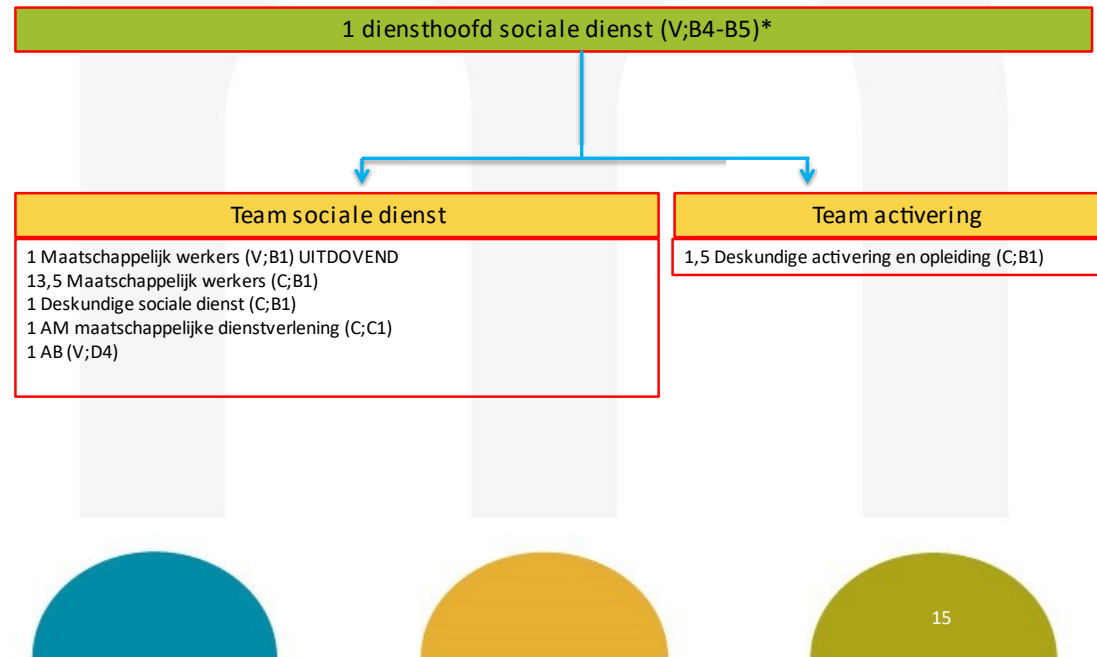 1 diensthoofd sociale dienst (V;B4-B5)*
Team sociale dienst
1 Maatschappelijk werkers (V;B1) UITDOVEND
13,5 Maatschappelijk werkers (C;B1)
1 Deskundige sociale dienst (C;B1)
1 AM maatschappelijke dienstverlening (C;C1)
1 AB (V;D4)
Team activering
1,5 Deskundige activering en opleiding (C;B1)
15